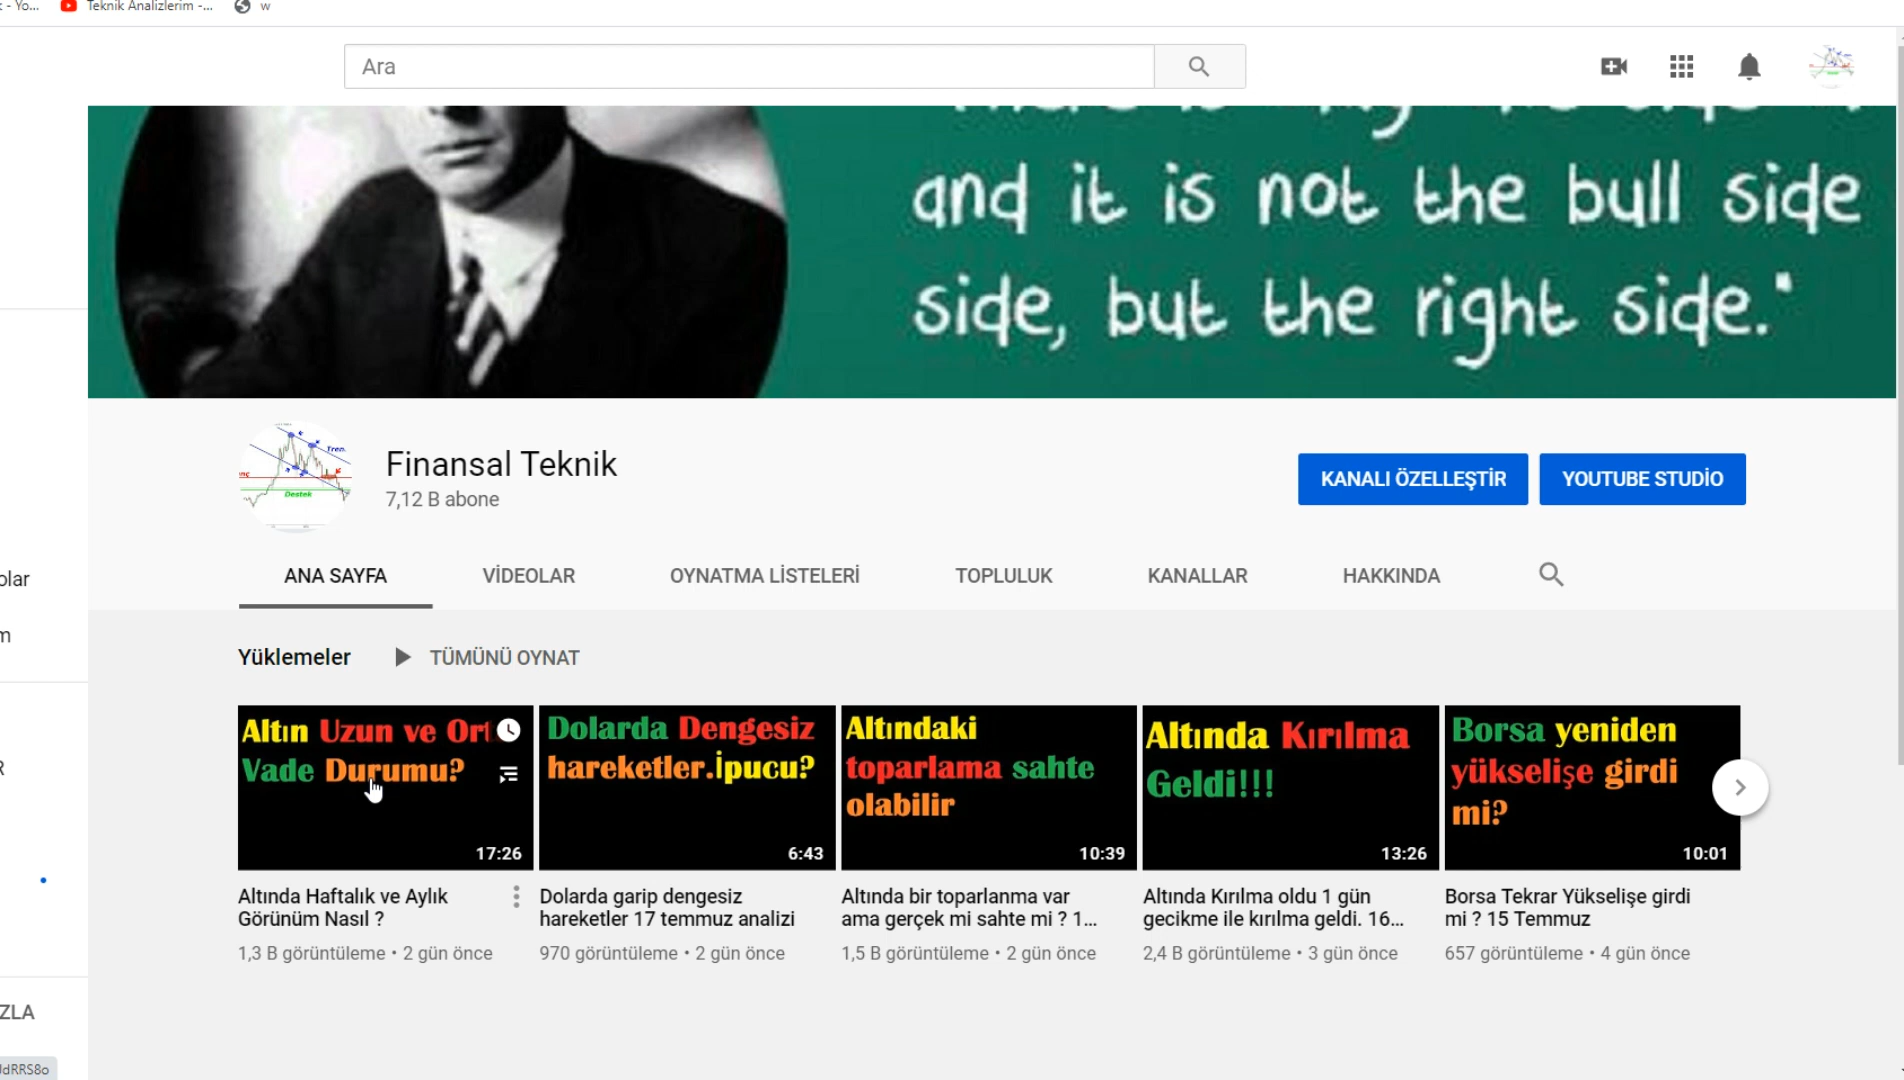 - Yo...
Teknik Analizlerim -...
w
Ara
and it is not the bull side
side, but the right side."
Tren.
Destek
Finansal Teknik
7,12 B abone
KANALI ÖZELLEŞTİR
YOUTUBE STUDİO
ANA SAYFA
VİDEOLAR
OYNATMA LİSTELERİ
TOPLULUK
KANALLAR
HAKKINDA
olar
m
Yüklemeler
TÜMÜNÜ OYNAT
Altın Uzun ve Ort
Vade Durumu?
17:26
Dolarda Dengesiz
hareketler.İpucu?
6:43
Altındaki
toparlama sahte
olabilir
10:39
Altında Kırılma
Geldi!!!
13:26
Borsa yeniden
yükselişe girdi
mi?
10:01
R
Altında Haftalık ve Aylık
Görünüm Nasıl ?
1,3 B görüntüleme • 2 gün önce
Dolarda garip dengesiz
hareketler 17 temmuz analizi
970 görüntüleme • 2 gün önce
Altında bir toparlanma var
ama gerçek mi sahte mi ? 1...
1,5 B görüntüleme • 2 gün önce
Altında Kırılma oldu 1 gün
gecikme ile kırılma geldi. 16...
2,4 B görüntüleme • 3 gün önce
Borsa Tekrar Yükselişe girdi
mi ? 15 Temmuz
657 görüntüleme • 4 gün önce
ZLA
JdRRS8o